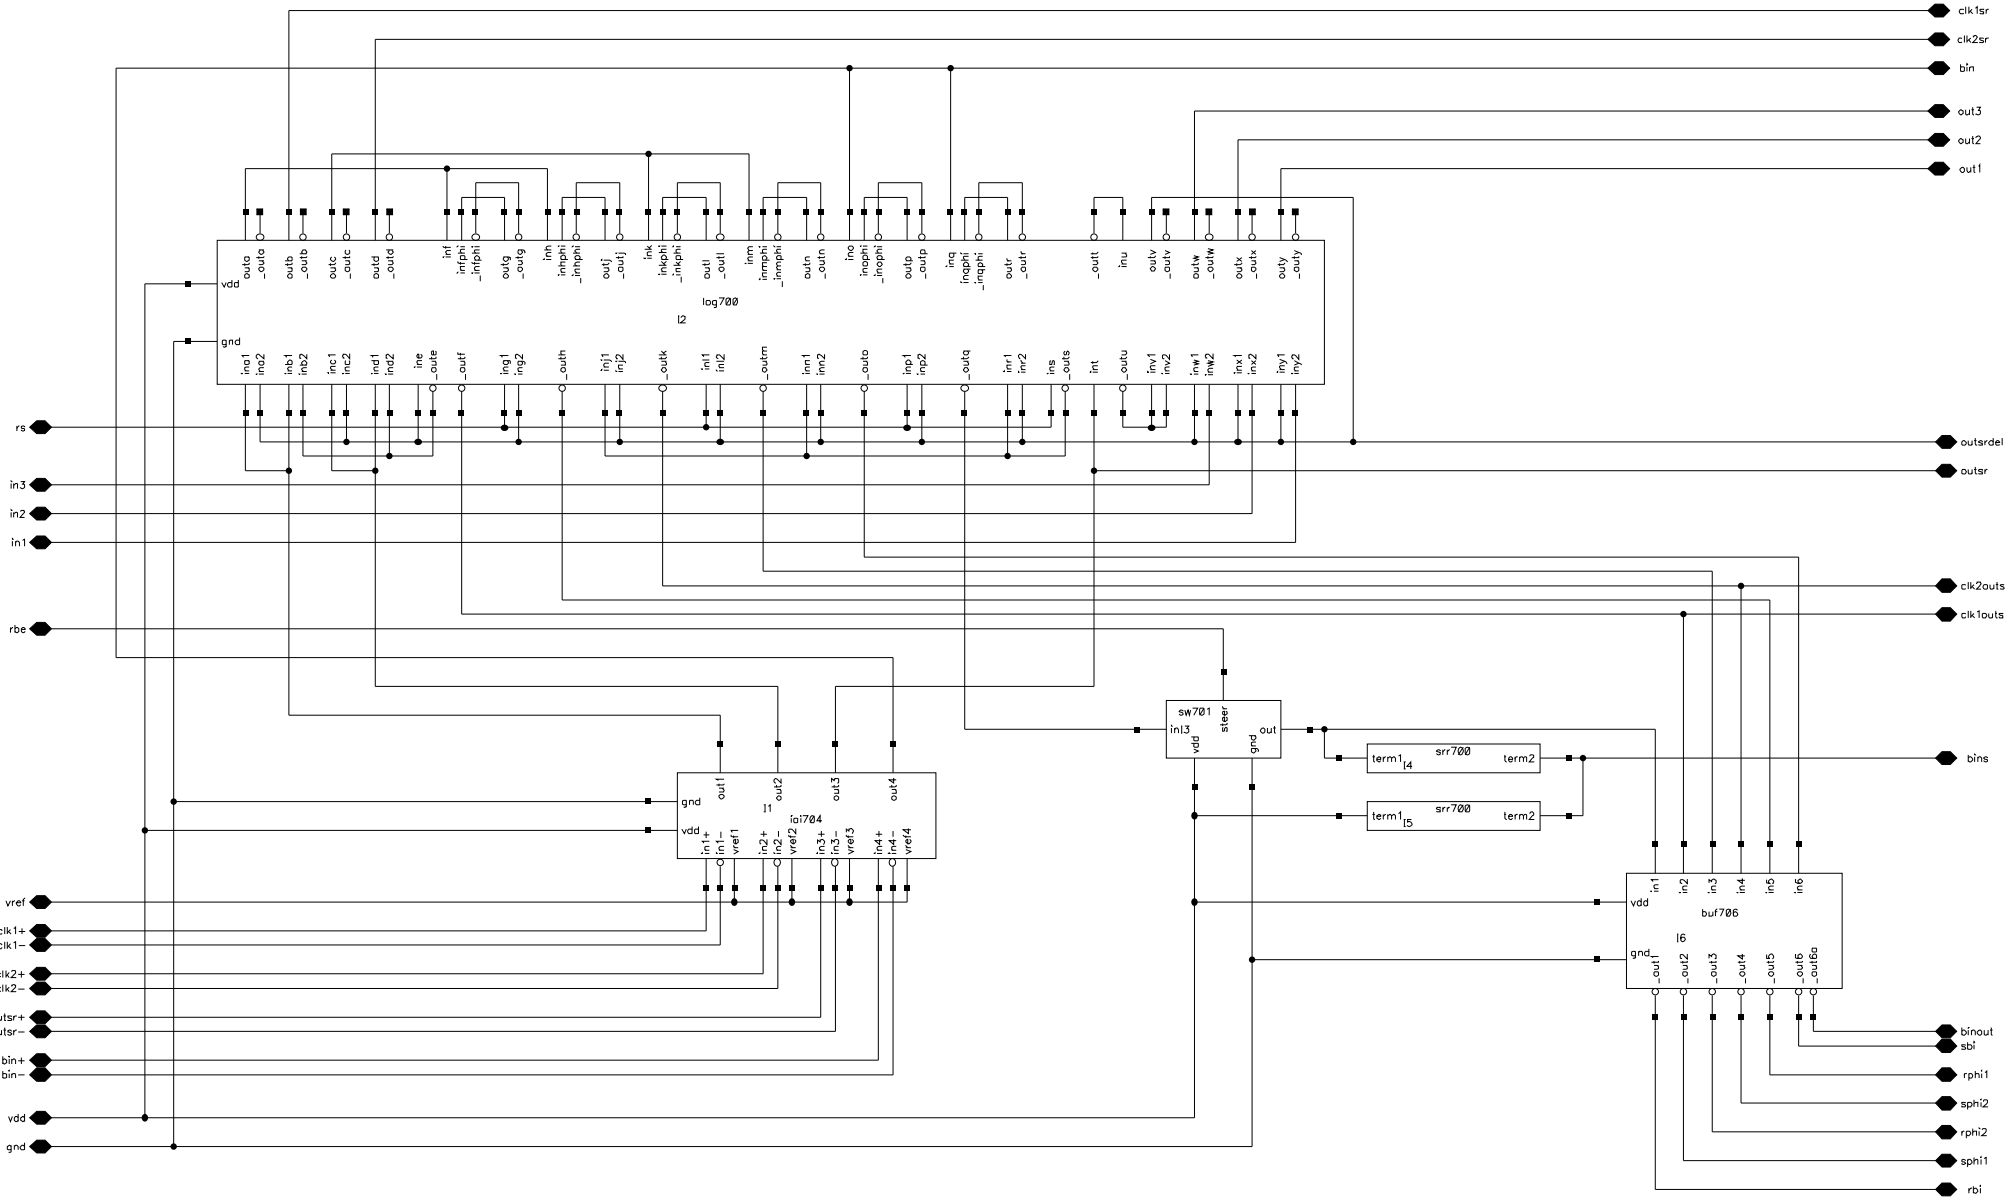 clk1sr
clk2sr
bin
out3
out2
out1
outa _outa outb _outb outc _outc outd _outd inf infphi _infphi outg _outg inh inhphi _inhphi outj _outj ink inkphi _inkphi outl _outl inm inmphi _inmphi outn _outn ino inophi _inophi outp _outp inq inqphi _inqphi outr _outr _outt inu outv _outv outw _outw outx _outx outy _outy
vdd
log700
I2
gnd
ina1 ina2 inb1 inb2 inc1 inc2 ind1 ind2 ine _oute _outf ing1 ing2 _outh inj1 inj2 _outk inl1 inl2 _outm inn1 inn2 _outo inp1 inp2 _outq inr1 inr2 ins _outs int _outu inv1 inv2 inw1 inw2 inx1 inx2 iny1 iny2
rs
outsrdel
outsr
in3
in2
in1
clk2outs
clk1outs
rbe
sw701
steer
inl3
out
vdd
gnd
term1
srr700
I4
term2
bins
term1
srr700
I5
term2
out1 out2 out3 out4
gnd
I1
ioi704
vdd
in1+ in1- vref1 in2+ in2- vref2 in3+ in3- vref3 in4+ in4- vref4
in1 in2 in3 in4 in5 in6
vdd
buf706
I6
gnd
_out1 _out2 _out3 _out4 _out5 _out6 _out6a
vref
clk1+
clk1-
clk2+
clk2-
utsr+
utsr-
bin+
bin-
vdd
gnd
binout
sbi
rphi1
sphi2
rphi2
sphi1
rbi